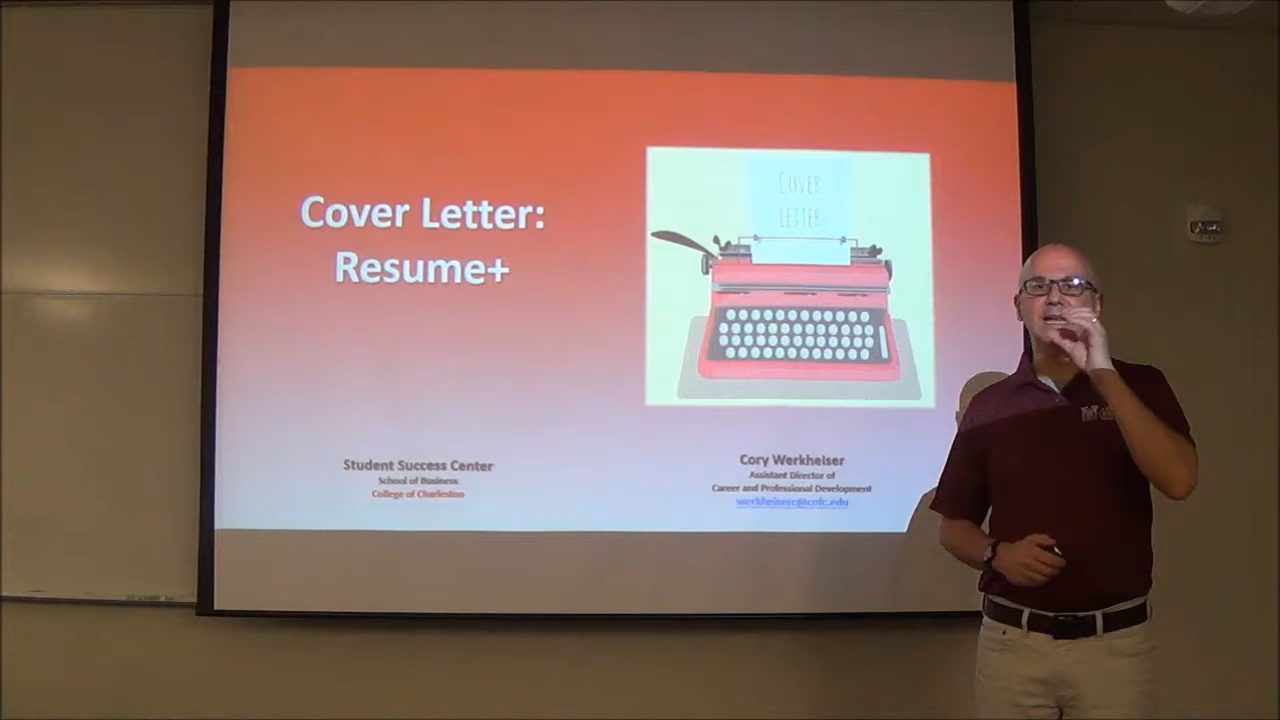 Cover Letter:
Resume+
COVER
LETTER
Student Success Center
School of Business
College of Charleston
Cory Werkheiser
Assistant Director of
Career and Professional Development
werkheiserc@cofc.edu